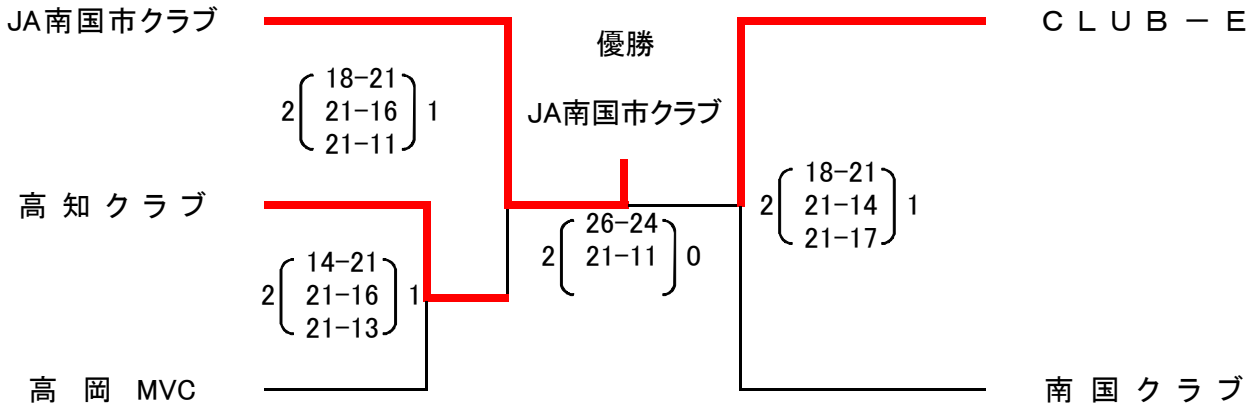 JA南国市クラブ
CLUB－E
優勝
JA南国市クラブ
2 18-21 1
21-16
21-11
高知クラブ
2 14-21 1
21-16
21-13
2 26-24 0
21-11
2 18-21 1
21-14
21-17
高岡 MVC
南国クラブ